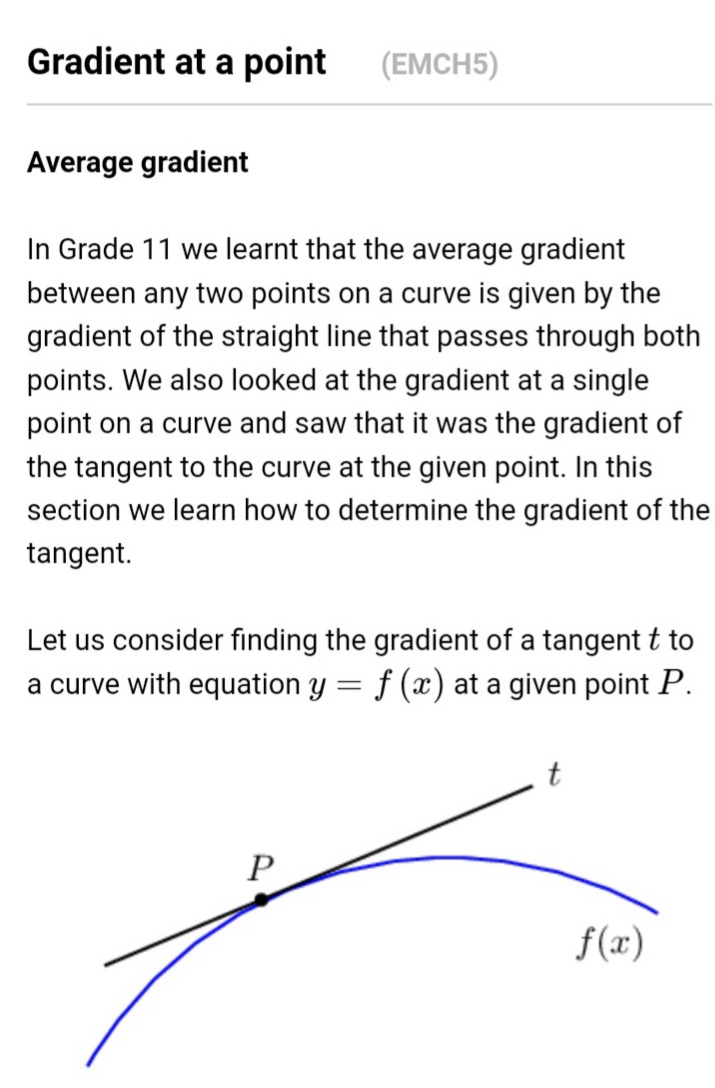 Gradient at a point (EMCH5)
Average gradient
In Grade 11 we learnt that the average gradient
between any two points on a curve is given by the
gradient of the straight line that passes through both
points. We also looked at the gradient at a single
point on a curve and saw that it was the gradient of
the tangent to the curve at the given point. In this
section we learn how to determine the gradient of the
tangent.
Let us consider finding the gradient of a tangent t to
a curve with equation y = f (x) at a given point P.
t
P
f(x)